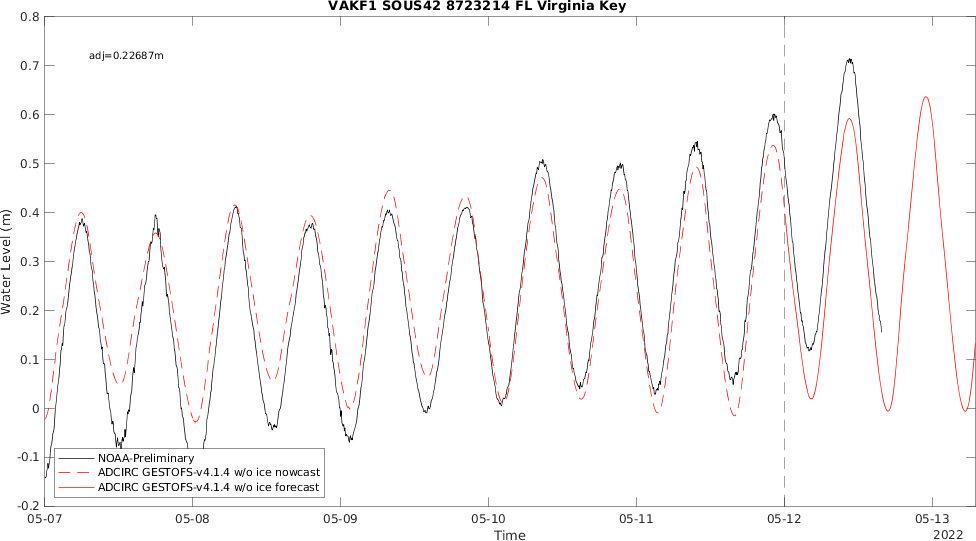 VAKF1 SOUS42 8723214 FL Virginia Key
adj=0.22687m
0.8
0.7
0.6
0.5
0.4
0.3
0.2
0.1
0
-0.1
-0.2
Water Level (m)
NOAA-Preliminary
ADCIRC GESTOFS-v4.1.4 w/o ice nowcast
ADCIRC GESTOFS-v4.1.4 w/o ice forecast
05-07 05-08 05-09 05-10 05-11 05-12 05-13
Time
2022